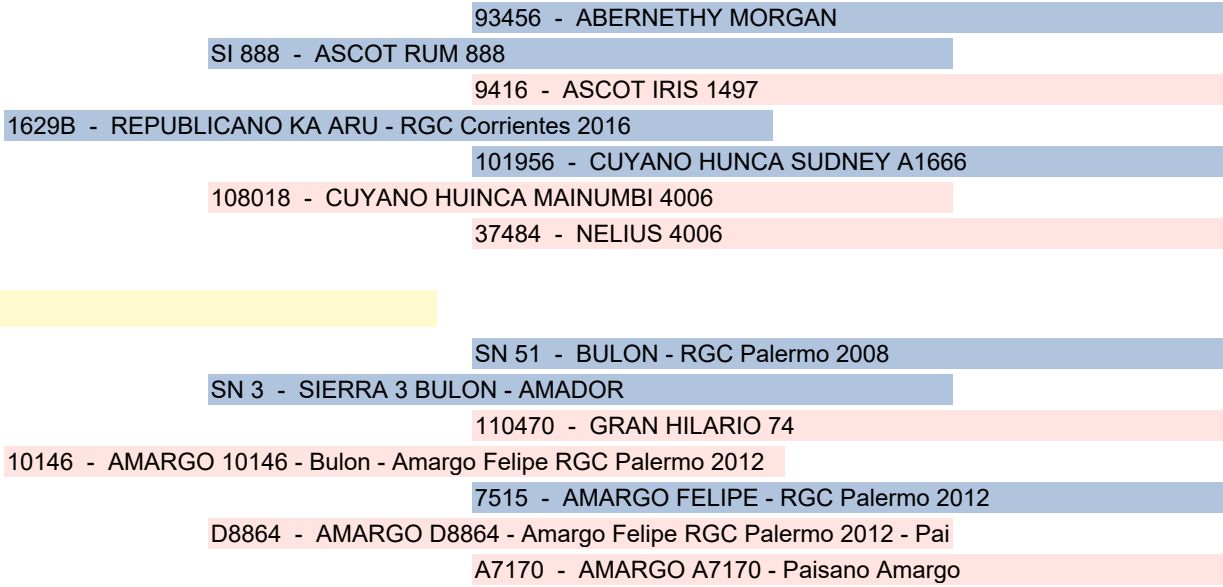 93456 - ABERNETHY MORGAN
SI 888 - ASCOT RUM 888
9416 - ASCOT IRIS 1497
1629B - REPUBLICANO KA ARU - RGC Corrientes 2016
101956 - CUYANO HUNCA SUDNEY A1666
108018 - CUYANO HUINCA MAINUMBI 4006
37484 - NELIUS 4006
SN 51 - BULON - RGC Palermo 2008
SN 3 - SIERRA 3 BULON - AMADOR
110470 - GRAN HILARIO 74
10146 - AMARGO 10146 - Bulon - Amargo Felipe RGC Palermo 2012
7515 - AMARGO FELIPE - RGC Palermo 2012
D8864 - AMARGO D8864 - Amargo Felipe RGC Palermo 2012 - Pai
A7170 - AMARGO A7170 - Paisano Amargo